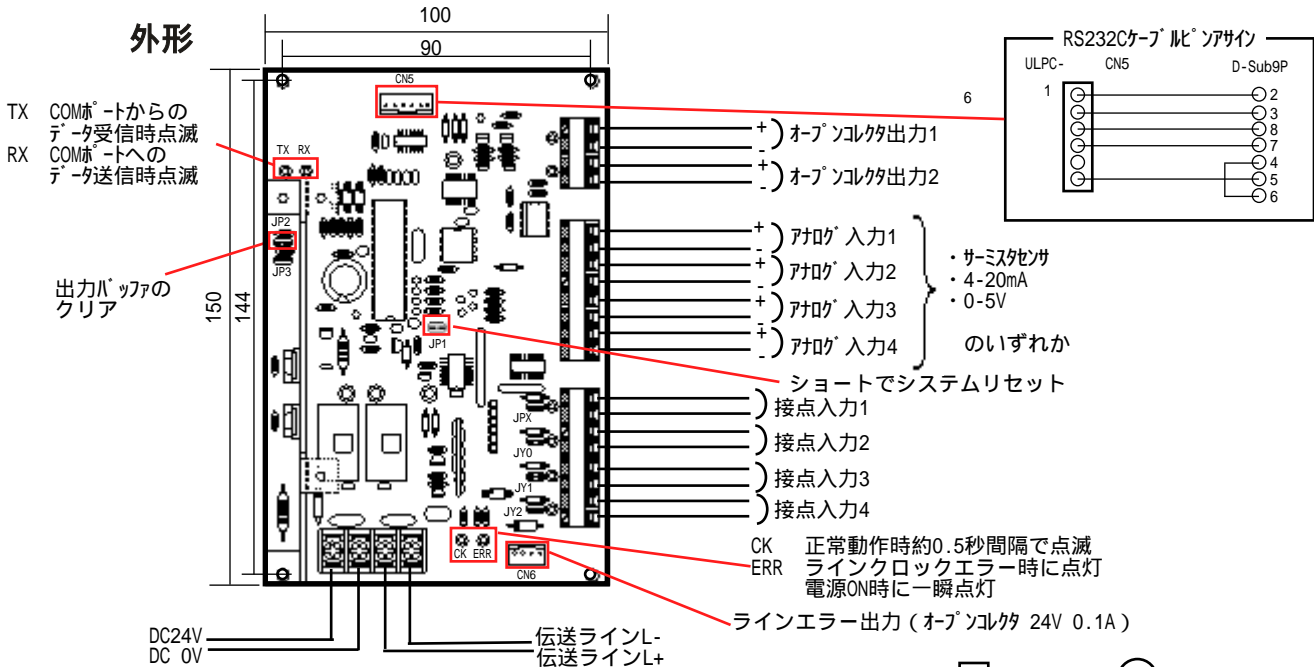 外形
100
90
150
144
TX COMポートからの
データ受信時点滅
RX COMポートへの
データ送信時点滅
出力バッファの
クリア
CN5
TX RX
JP2
JP3
JP1
JPX
JY0
JY1
JY2
CK ERR
CN6
DC24V
DC 0V
伝送ラインL-
伝送ラインL+
+
-
オープンコレクタ出力1
+
-
オープンコレクタ出力2
+
-
アナログ入力1
+
-
アナログ入力2
+
-
アナログ入力3
+
-
アナログ入力4
・サーミスタセンサ
・4-20mA
・0-5V
のいずれか
ショートでシステムリセット
接点入力1
接点入力2
接点入力3
接点入力4
CK 正常動作時約0.5秒間隔で点滅
ERR ラインクロックエラー時に点灯
電源ON時に一瞬点灯
ラインエラー出力（オープンコレクタ 24V 0.1A）
RS232Cケーブルピンアサイン
ULPC- CN5 D-Sub9P
6
1
2
3
8
7
4
5
6